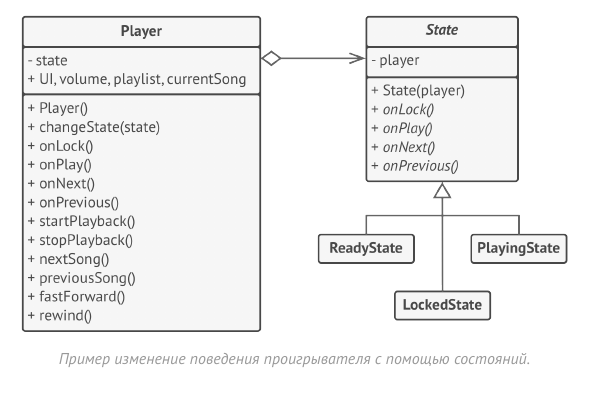 Player
- state
+ UI, volume, playlist, currentSong
+ Player()
+ changeState(state)
+ onLock()
+ onPlay()
+ onNext()
+ onPrevious()
+ startPlayback()
+ stopPlayback()
+ nextSong()
+ previousSong()
+ fastForward()
+ rewind()
State
- player
+ State(player)
+ onLock()
+ onPlay()
+ onNext()
+ onPrevious()
ReadyState
PlayingState
LockedState
Пример изменение поведения проигрывателя с помощью состояний.